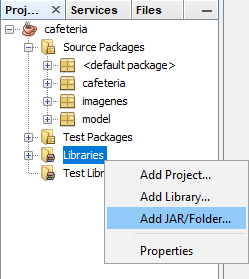 Proj...
Services
Files
cafeteria
Source Packages
<default package>
cafeteria
imagenes
model
Test Packages
Libraries
Test Libr
Add Project...
Add Library...
Add JAR/Folder...
Properties